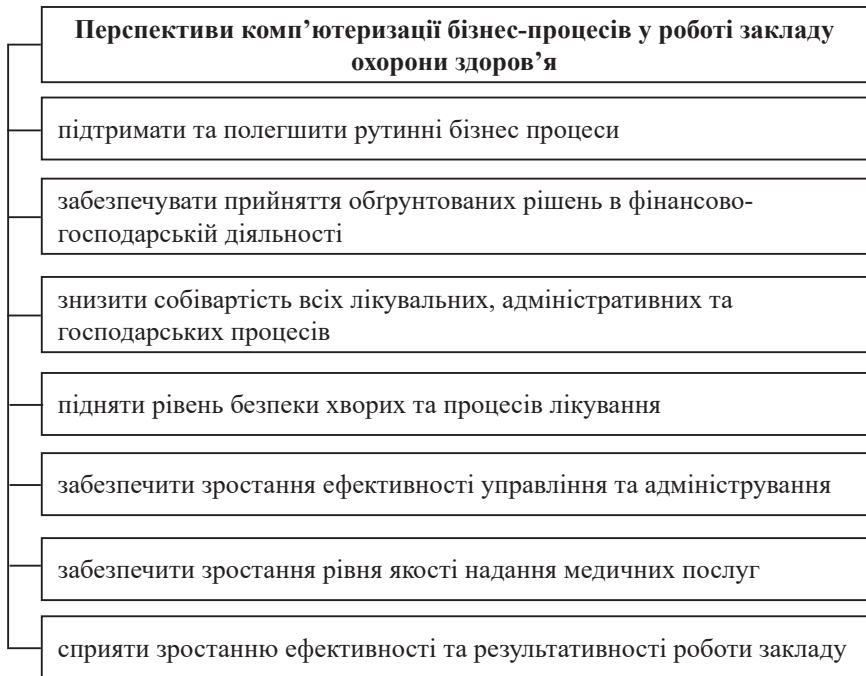 Перспективи комп’ютеризації бізнес-процесів у роботі закладу
охорони здоров’я
підтримати та полегшити рутинні бізнес процеси
забезпечувати прийняття обґрунтованих рішень в фінансово-
господарській діяльності
знизити собівартість всіх лікувальних, адміністративних та
господарських процесів
підняти рівень безпеки хворих та процесів лікування
забезпечити зростання ефективності управління та адміністрування
забезпечити зростання рівня якості надання медичних послуг
сприяти зростанню ефективності та результативності роботи закладу